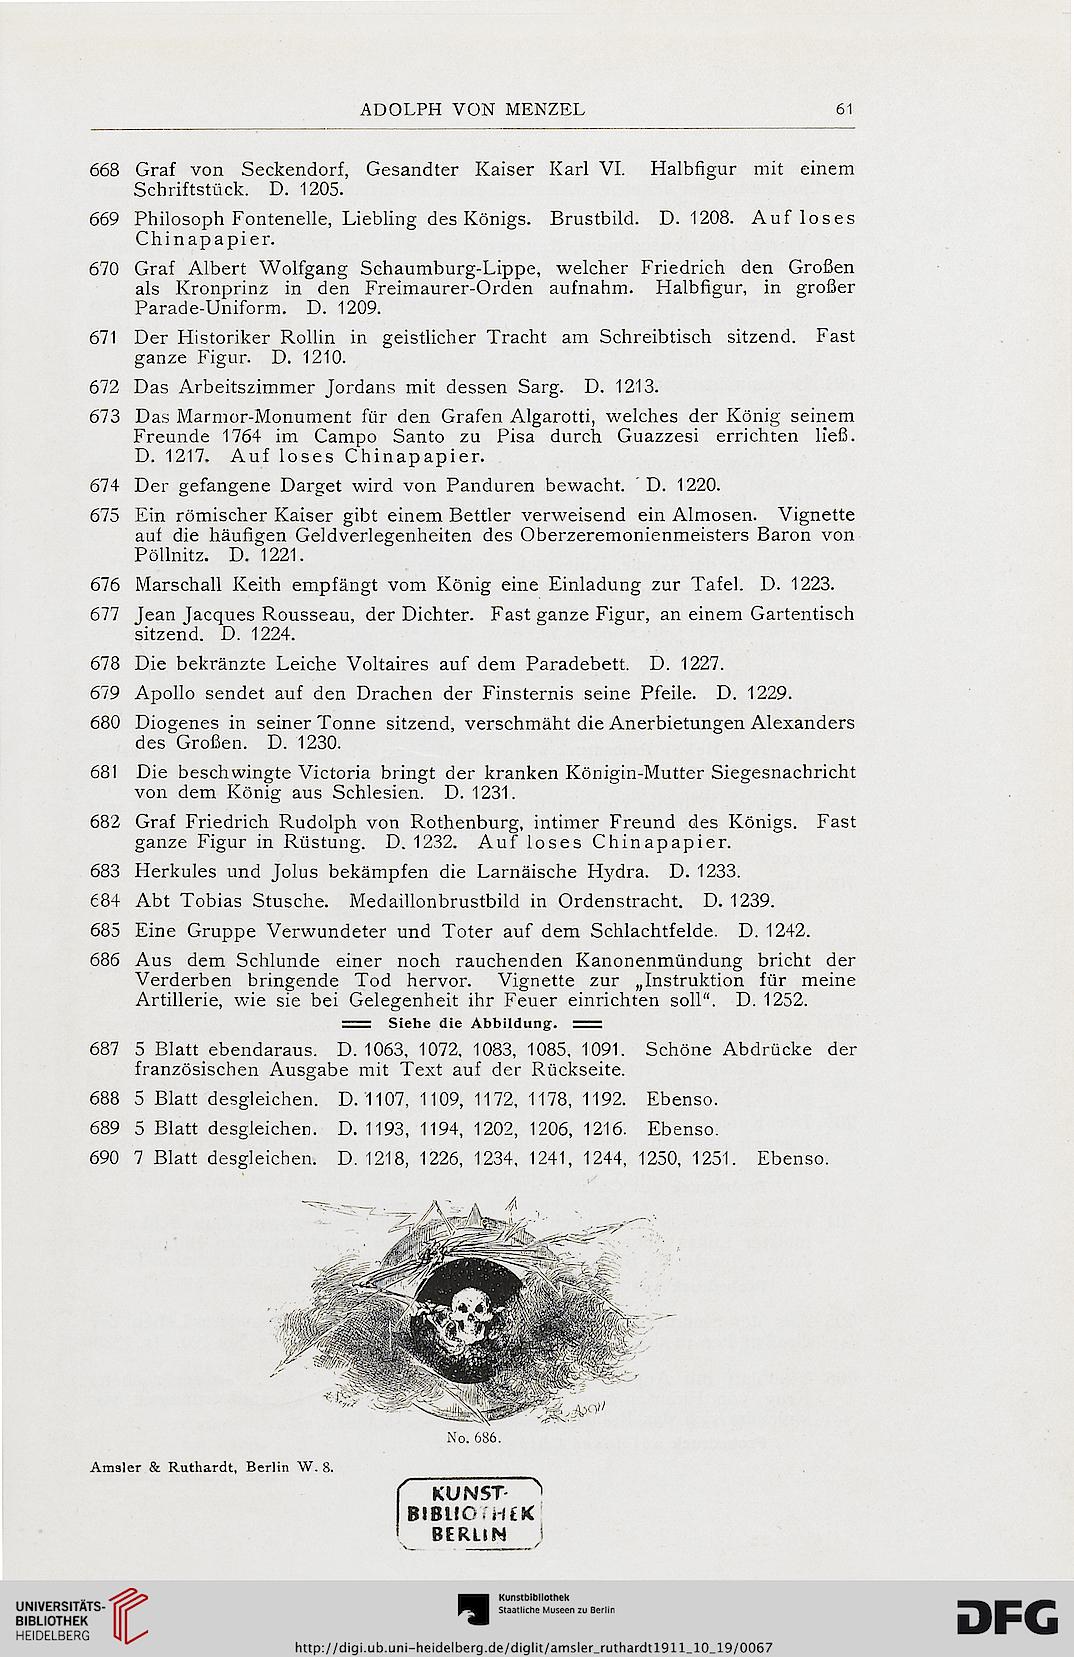 ADOLPH VON MENZEL 61
668 Graf von Seckendorf, Gesandter Kaiser Karl VI. Halbfigur mit einem
Schriftstück. D. 1205.
669 Philosoph Fontenelle, Liebling des Königs. Brustbild. D. 1208. Auf loses
Chinapapier.
670 Graf Albert Wolfgang Schaumburg-Lippe, welcher Friedrich den Großen
als Kronprinz in den Freimaurer-Orden aufnahm. Halbfigur, in großer
Parade-Uniform. D. 1209.
671 Der Historiker Rollin in geistlicher Tracht am Schreibtisch sitzend. Fast
ganze Figur. D. 1210.
672 Das Arbeitszimmer Jordans mit dessen Sarg. D. 1213.
673 Das Marmor-Monument für den Grafen Algarotti, welches der König seinem
Freunde 1764 im Campo Santo zu Pisa durch Guazzesi errichten ließ.
D. 1217. Auf loses Chinapapier.
674 Der gefangene Darget wird von Panduren bewacht. D. 1220.
675 Ein römischer Kaiser gibt einem Bettler verweisend ein Almosen. Vignette
auf die häufigen Geldverlegenheiten des Oberzeremonienmeisters Baron von
Pöllnitz. D. 1221.
676 Marschall Keith empfängt vom König eine Einladung zur Tafel. D. 1223.
677 Jean Jacques Rousseau, der Dichter. Fast ganze Figur, an einem Gartentisch
sitzend. D. 1224.
678 Die bekränzte Leiche Voltaires auf dem Paradebett. D. 1227.
679 Apollo sendet auf den Drachen der Finsternis seine Pfeile. D. 1229.
680 Diogenes in seiner Tonne sitzend, verschmäht die Anerbietungen Alexanders
des Großen. D. 1230.
681 Die beschwingte Victoria bringt der kranken Königin-Mutter Siegesnachricht
von dem König aus Schlesien. D. 1231.
682 Graf Friedrich Rudolph von Rothenburg, intimer Freund des Königs. Fast
ganze Figur in Rüstung. D. 1232. Auf loses Chinapapier.
683 Herkules und Jolus bekämpfen die Larnäische Hydra. D. 1233.
684 Abt Tobias Stusche. Medaillonbrustbild in Ordenstracht. D. 1239.
685 Eine Gruppe Verwundeter und Toter auf dem Schlachtfelde. D. 1242.
686 Aus dem Schlunde einer noch rauchenden Kanonenmündung bricht der
Verderben bringende Tod hervor. Vignette zur „Instruktion für meine
Artillerie, wie sie bei Gelegenheit ihr Feuer einrichten soll“. D. 1252.
Siehe die Abbildung.
687 5 Blatt ebendaraus. D. 1063, 1072, 1083, 1085, 1091. Schöne Abdrücke der
französischen Ausgabe mit Text auf der Rückseite.
688 5 Blatt desgleichen. D. 1107, 1109, 1172, 1178, 1192. Ebenso.
689 5 Blatt desgleichen. D. 1193, 1194, 1202, 1206, 1216. Ebenso.
690 7 Blatt desgleichen. D. 1218, 1226, 1234, 1241, 1244, 1250, 1251. Ebenso.
No. 686.
Amsler & Ruthardt, Berlin W. 8.
KUNST-
BIBLIOTHEK
BERLIN
UNIVERSITÄTS-
BIBLIOTHEK
HEIDELBERG
Kunstbibliothek
Staatliche Museen zu Berlin
DFG
http://digi.ub.uni-heidelberg.de/diglit/amsler_ruthardt1911_10_19/0067